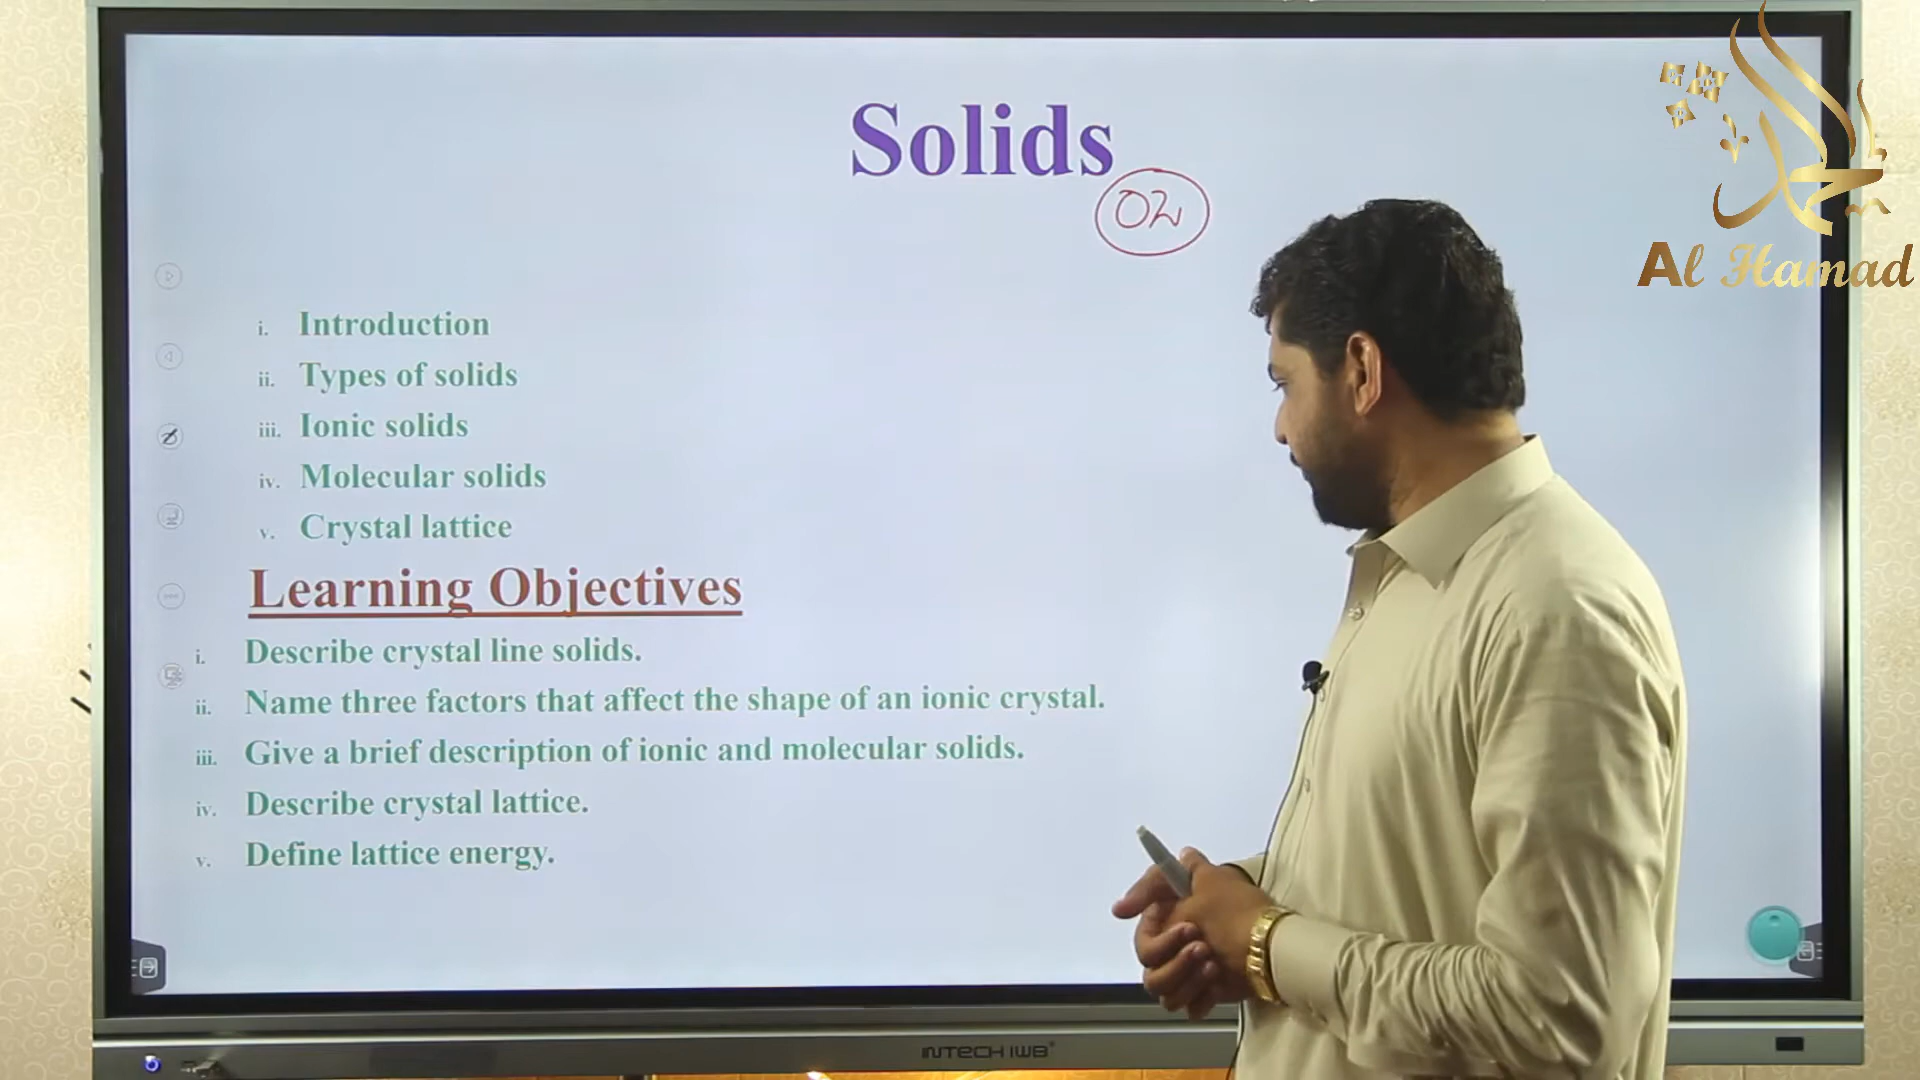 Solids
02
i. Introduction
ii. Types of solids
iii. Ionic solids
iv. Molecular solids
v. Crystal lattice
Learning Objectives
i. Describe crystal line solids.
ii. Name three factors that affect the shape of an ionic crystal.
iii. Give a brief description of ionic and molecular solids.
iv. Describe crystal lattice.
v. Define lattice energy.
Al Hamad
INTECH IWB